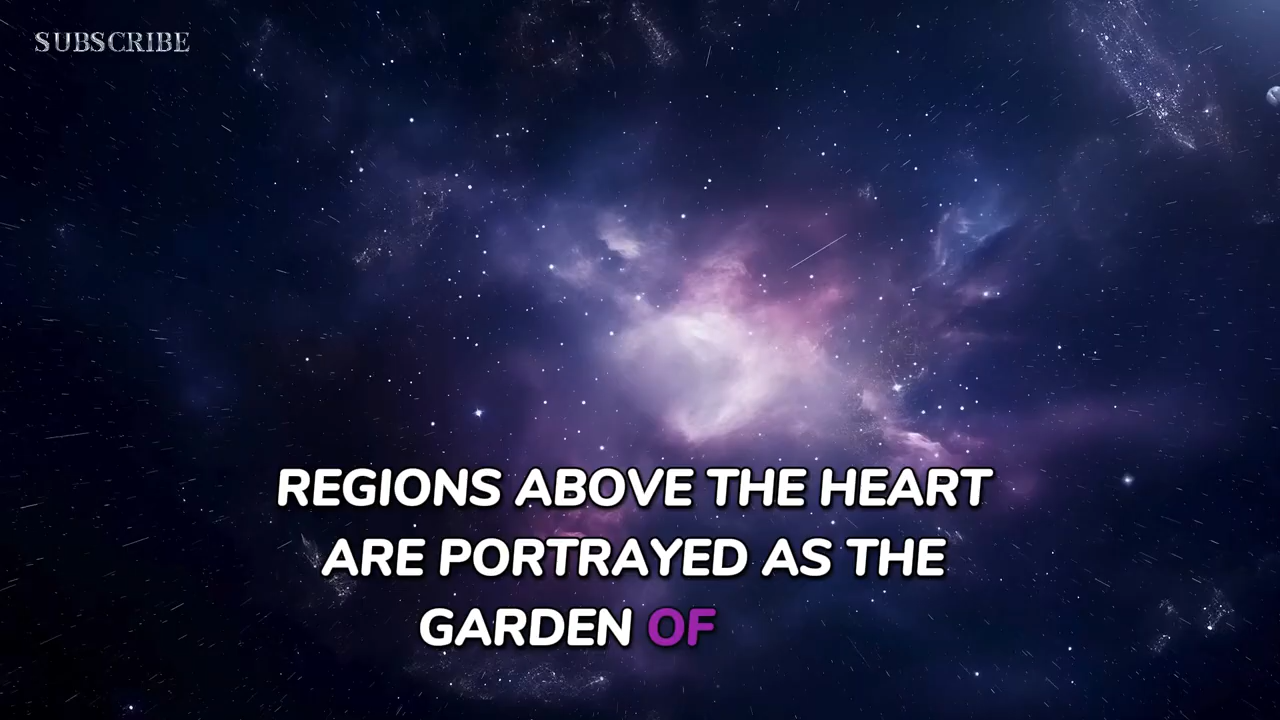 SUBSCRIBE
REGIONS ABOVE THE HEART
ARE PORTRAYED AS THE
GARDEN OF